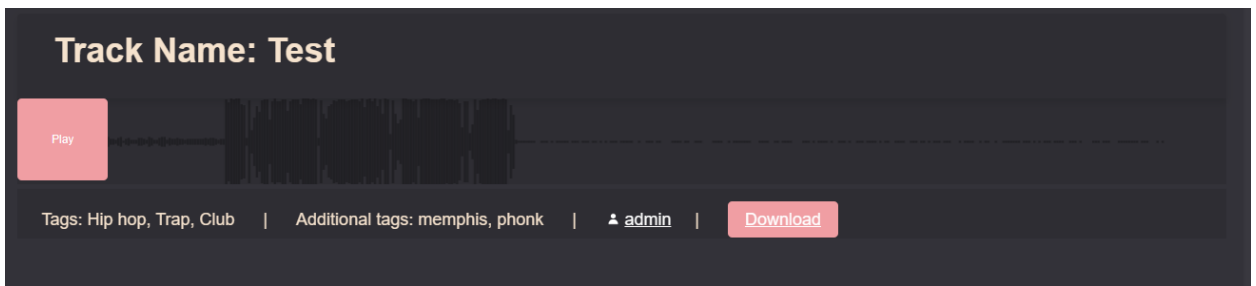 Track Name: Test
Play
Tags: Hip hop, Trap, Club | Additional tags: memphis, phonk | admin | Download